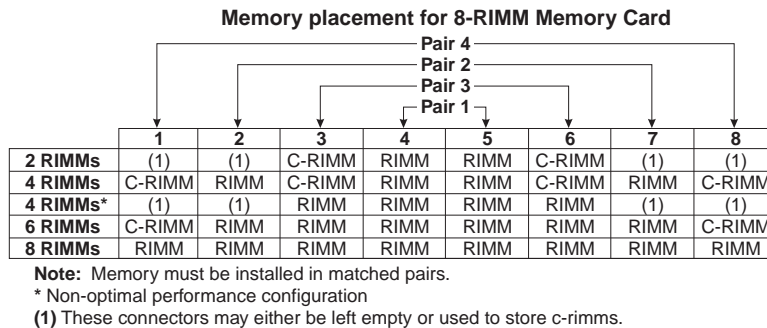 Memory placement for 8-RIMM Memory Card
Pair 4
Pair 2
Pair 3
Pair 1
1 2 3 4 5 6 7 8
2 RIMMs (1) (1) C-RIMM RIMM RIMM C-RIMM (1) (1)
4 RIMMs C-RIMM RIMM C-RIMM RIMM RIMM C-RIMM RIMM C-RIMM
4 RIMMs* (1) (1) RIMM RIMM RIMM RIMM (1) (1)
6 RIMMs C-RIMM RIMM RIMM RIMM RIMM RIMM RIMM C-RIMM
8 RIMMs RIMM RIMM RIMM RIMM RIMM RIMM RIMM RIMM
Note: Memory must be installed in matched pairs.
* Non-optimal performance configuration
(1) These connectors may either be left empty or used to store c-rimms.